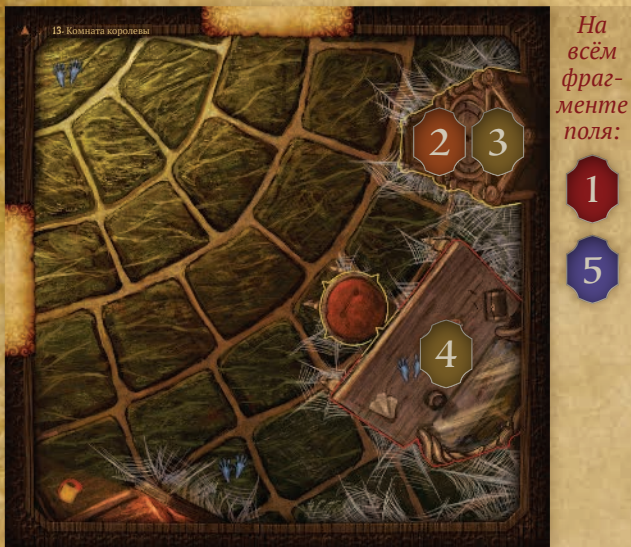 13- Комната королевы
На
всём
фраг-
менте
поля:
1
5
2
3
4